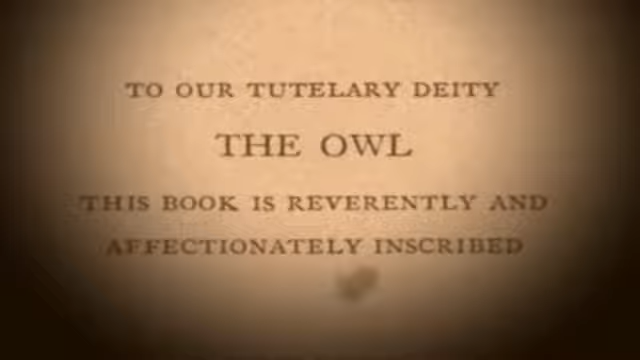 TO OUR TUTELARY DEITY
THE OWL
THIS BOOK IS REVERENTLY AND
AFFECTIONATELY INSCRIBED